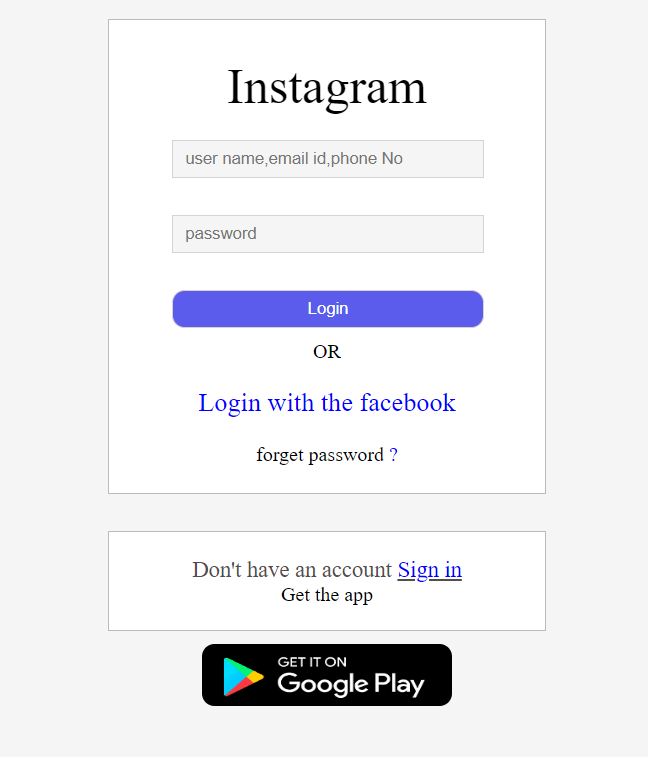 Instagram
user name,email id,phone No
password
Login
OR
Login with the facebook
forget password ?
Don't have an account Sign in
Get the app
GET IT ON
Google Play